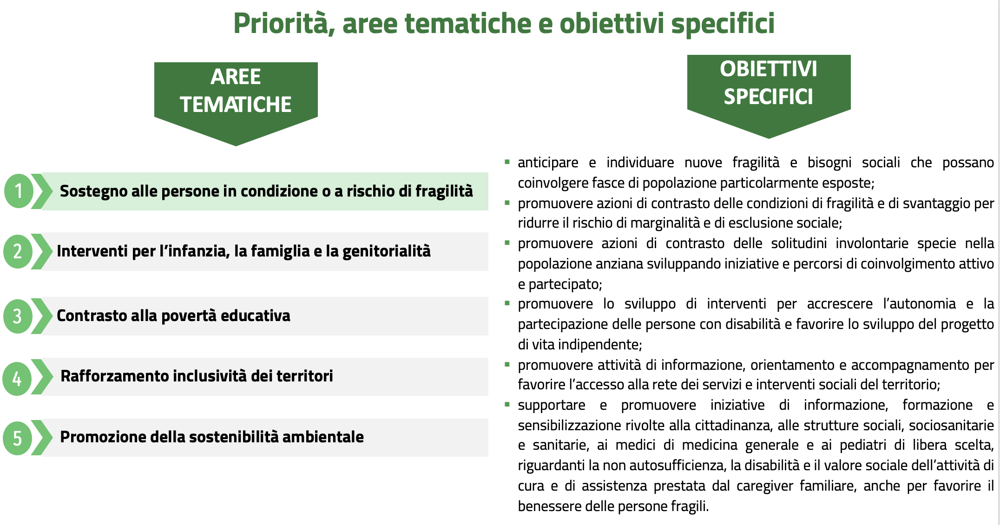 Priorità, aree tematiche e obiettivi specifici
AREE
TEMATICHE
1
Sostegno alle persone in condizione o a rischio di fragilità
2
Interventi per l’infanzia, la famiglia e la genitorialità
3
Contrasto alla povertà educativa
4
Rafforzamento inclusività dei territori
5
Promozione della sostenibilità ambientale
OBIETTIVI
SPECIFICI
▪ anticipare e individuare nuove fragilità e bisogni sociali che possano
coinvolgere fasce di popolazione particolarmente esposte;
▪ promuovere azioni di contrasto delle condizioni di fragilità e di svantaggio per
ridurre il rischio di marginalità e di esclusione sociale;
▪ promuovere azioni di contrasto delle solitudini involontarie specie nella
popolazione anziana sviluppando iniziative e percorsi di coinvolgimento attivo
e partecipato;
▪ promuovere lo sviluppo di interventi per accrescere l’autonomia e la
partecipazione delle persone con disabilità e favorire lo sviluppo del progetto
di vita indipendente;
▪ promuovere attività di informazione, orientamento e accompagnamento per
favorire l’accesso alla rete dei servizi e interventi sociali del territorio;
▪ supportare e promuovere iniziative di informazione, formazione e
sensibilizzazione rivolte alla cittadinanza, alle strutture sociali, sociosanitarie
e sanitarie, ai medici di medicina generale e ai pediatri di libera scelta,
riguardanti la non autosufficienza, la disabilità e il valore sociale dell’attività di
cura e di assistenza prestata dal caregiver familiare, anche per favorire il
benessere delle persone fragili.